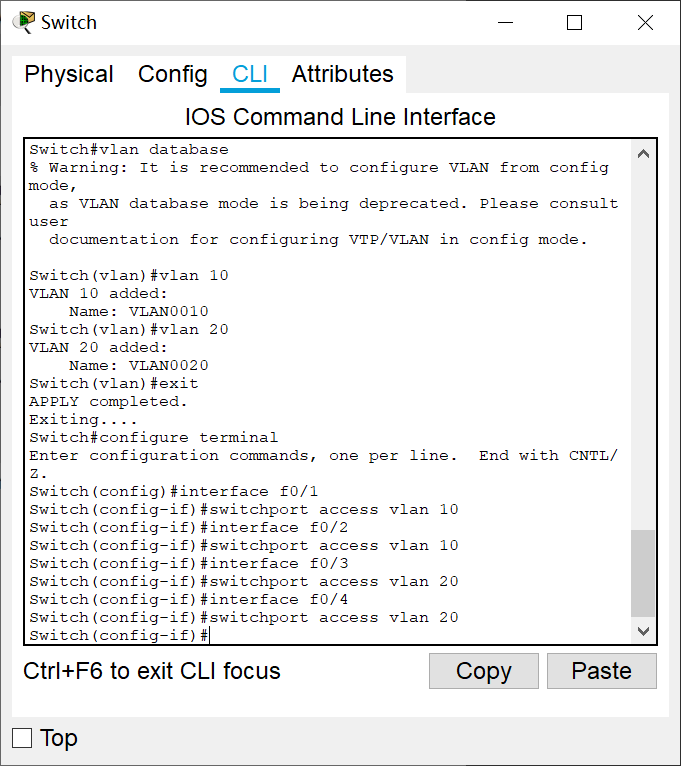 Switch
Physical Config CLI Attributes
IOS Command Line Interface
Switch#vlan database
% Warning: It is recommended to configure VLAN from config
mode,
  as VLAN database mode is being deprecated. Please consult
user
  documentation for configuring VTP/VLAN in config mode.

Switch(vlan)#vlan 10
VLAN 10 added:
    Name: VLAN0010
Switch(vlan)#vlan 20
VLAN 20 added:
    Name: VLAN0020
Switch(vlan)#exit
APPLY completed.
Exiting....
Switch#configure terminal
Enter configuration commands, one per line.  End with CNTL/
Z.
Switch(config)#interface f0/1
Switch(config-if)#switchport access vlan 10
Switch(config-if)#interface f0/2
Switch(config-if)#switchport access vlan 10
Switch(config-if)#interface f0/3
Switch(config-if)#switchport access vlan 20
Switch(config-if)#interface f0/4
Switch(config-if)#switchport access vlan 20
Switch(config-if)#
Ctrl+F6 to exit CLI focus Copy Paste
Top